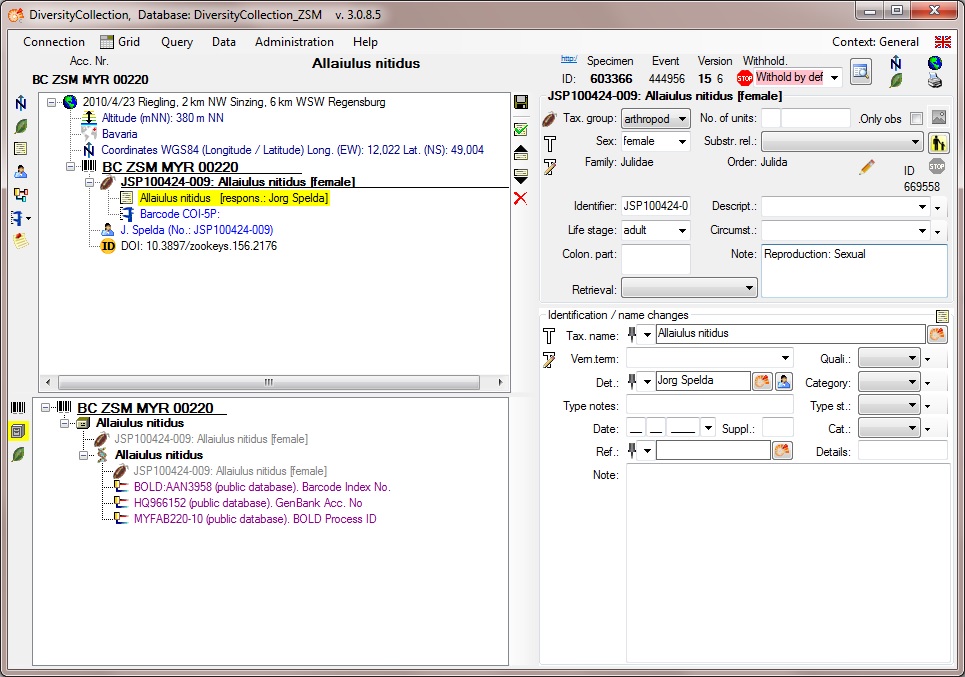 DiversityCollection,  Database: DiversityCollection_ZSM    v. 3.0.8.5
Connection Grid Query Data Administration Help Context: General
Acc. Nr. Allaiulus nitidus
BC ZSM MYR 00220
http:/ Specimen Event Version Withhold.
ID: 603366 444956 15 6 STOP Withold by def
2010/4/23 Riegling, 2 km NW Sinzing, 6 km WSW Regensburg
Altitude (mNN): 380 m NN
Bavaria
Coordinates WGS84 (Longitude / Latitude) Long. (EW): 12,022 Lat. (NS): 49,004
BC ZSM MYR 00220
JSP100424-009: Allaiulus nitidus [female]
Allaiulus nitidus   [respons.: Jorg Spelda]
Barcode COI-5P:
J. Spelda (No.: JSP100424-009)
ID DOI: 10.3897/zookeys.156.2176
JSP100424-009: Allaiulus nitidus [female]
Tax. group: arthropod No. of units: .Only obs
Sex: female Substr. rel.:
Family: Julidae Order: Julida ID STOP
669558
Identifier: JSP100424-0 Descript.:
Life stage: adult Circumst.:
Colon. part: Note: Reproduction: Sexual
Retrieval:
Identification / name changes
Tax. name: Allaiulus nitidus
Vern.term: Quali.:
Det.: Jorg Spelda Category:
Type notes: Type st.:
Date: __ __ ____ Suppl.: Cat.:
Ref.: Details:
Note:
BC ZSM MYR 00220
Allaiulus nitidus
JSP100424-009: Allaiulus nitidus [female]
Allaiulus nitidus
JSP100424-009: Allaiulus nitidus [female]
BOLD:AAN3958 (public database). Barcode Index No.
HQ966152 (public database). GenBank Acc. No
MYFAB220-10 (public database). BOLD Process ID